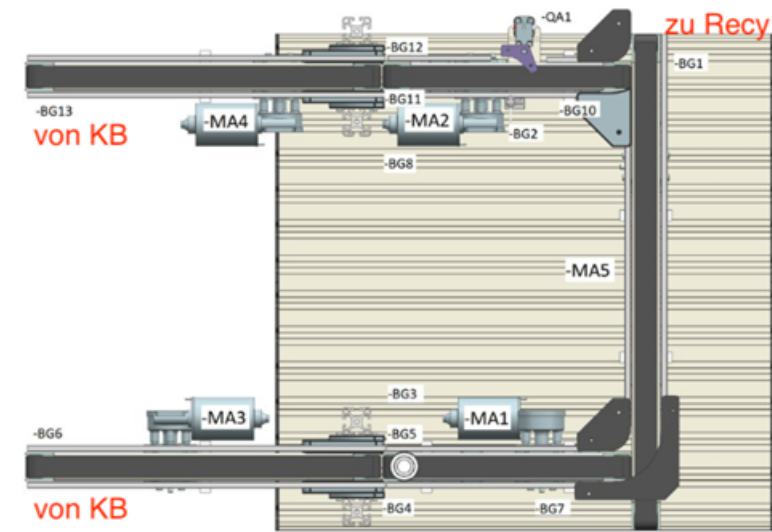 -QA1
zu Recy
-BG12
-BG1
-BG13
-BG11
-BG10
von KB
-MA4
-MA2
-BG2
-BG8
-MA5
-BG3
-MA3
-MA1
-BG6
-BG5
von KB
-BG4
-BG7